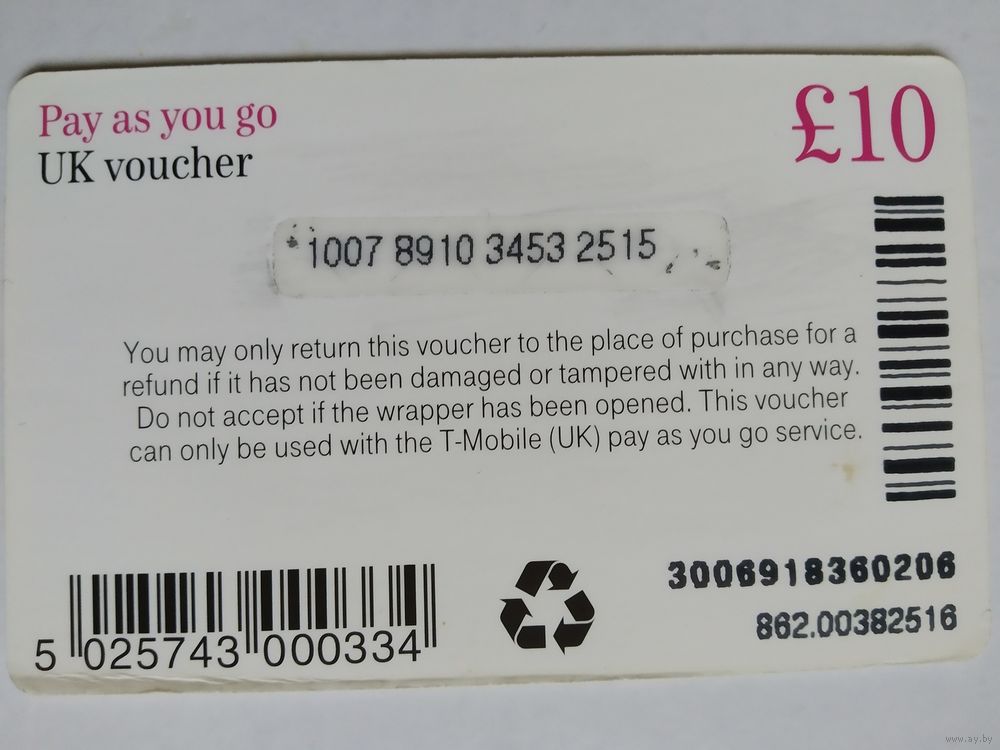 Pay as you go
UK voucher
£10
1007 8910 3453 2515
You may only return this voucher to the place of purchase for a
refund if it has not been damaged or tampered with in any way.
Do not accept if the wrapper has been opened. This voucher
can only be used with the T-Mobile (UK) pay as you go service.
3006918360206
862.00382516
5 025743 000334
www.ay.by